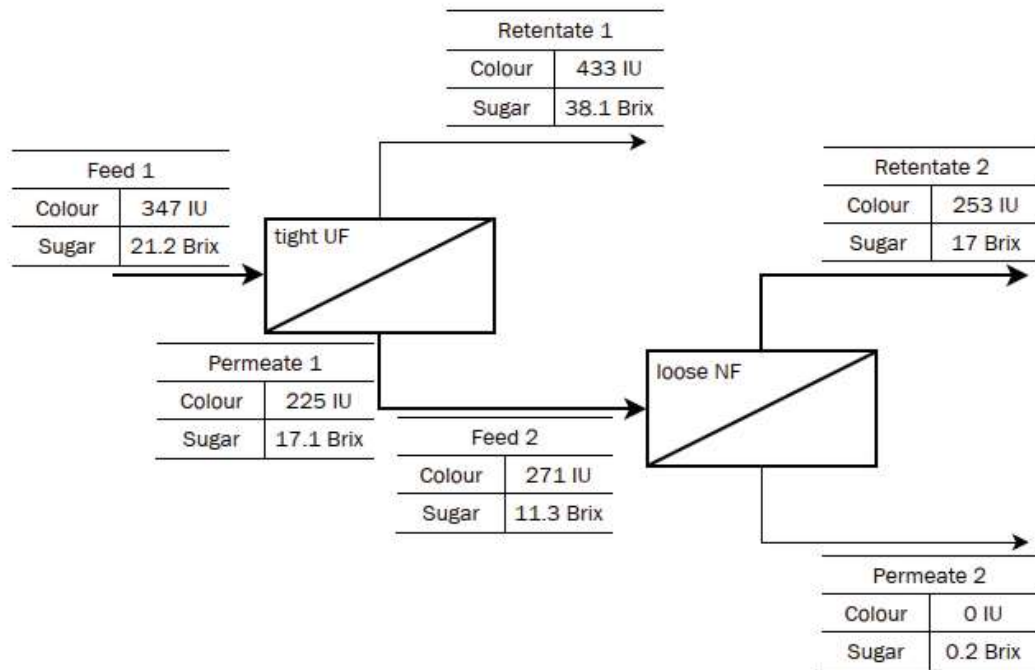 Retentate 1
Colour 433 IU
Sugar 38.1 Brix
Feed 1
Colour 347 IU
Sugar 21.2 Brix
tight UF
Retentate 2
Colour 253 IU
Sugar 17 Brix
Permeate 1
Colour 225 IU
Sugar 17.1 Brix
loose NF
Feed 2
Colour 271 IU
Sugar 11.3 Brix
Permeate 2
Colour 0 IU
Sugar 0.2 Brix